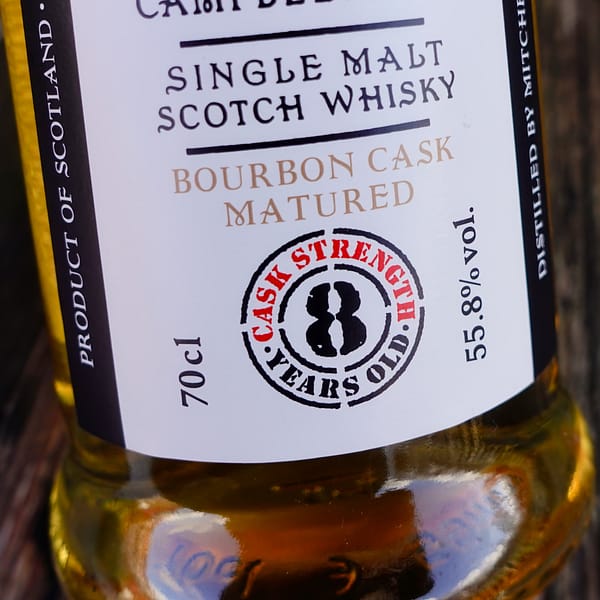 SINGLE MALT
SCOTCH WHISKY
BOURBON CASK
MATURED
CASK STRENGTH
8
· YEARS OLD ·
70cl
55.8%vol.
PRODUCT OF SCOTLAND ·
DISTILLED BY